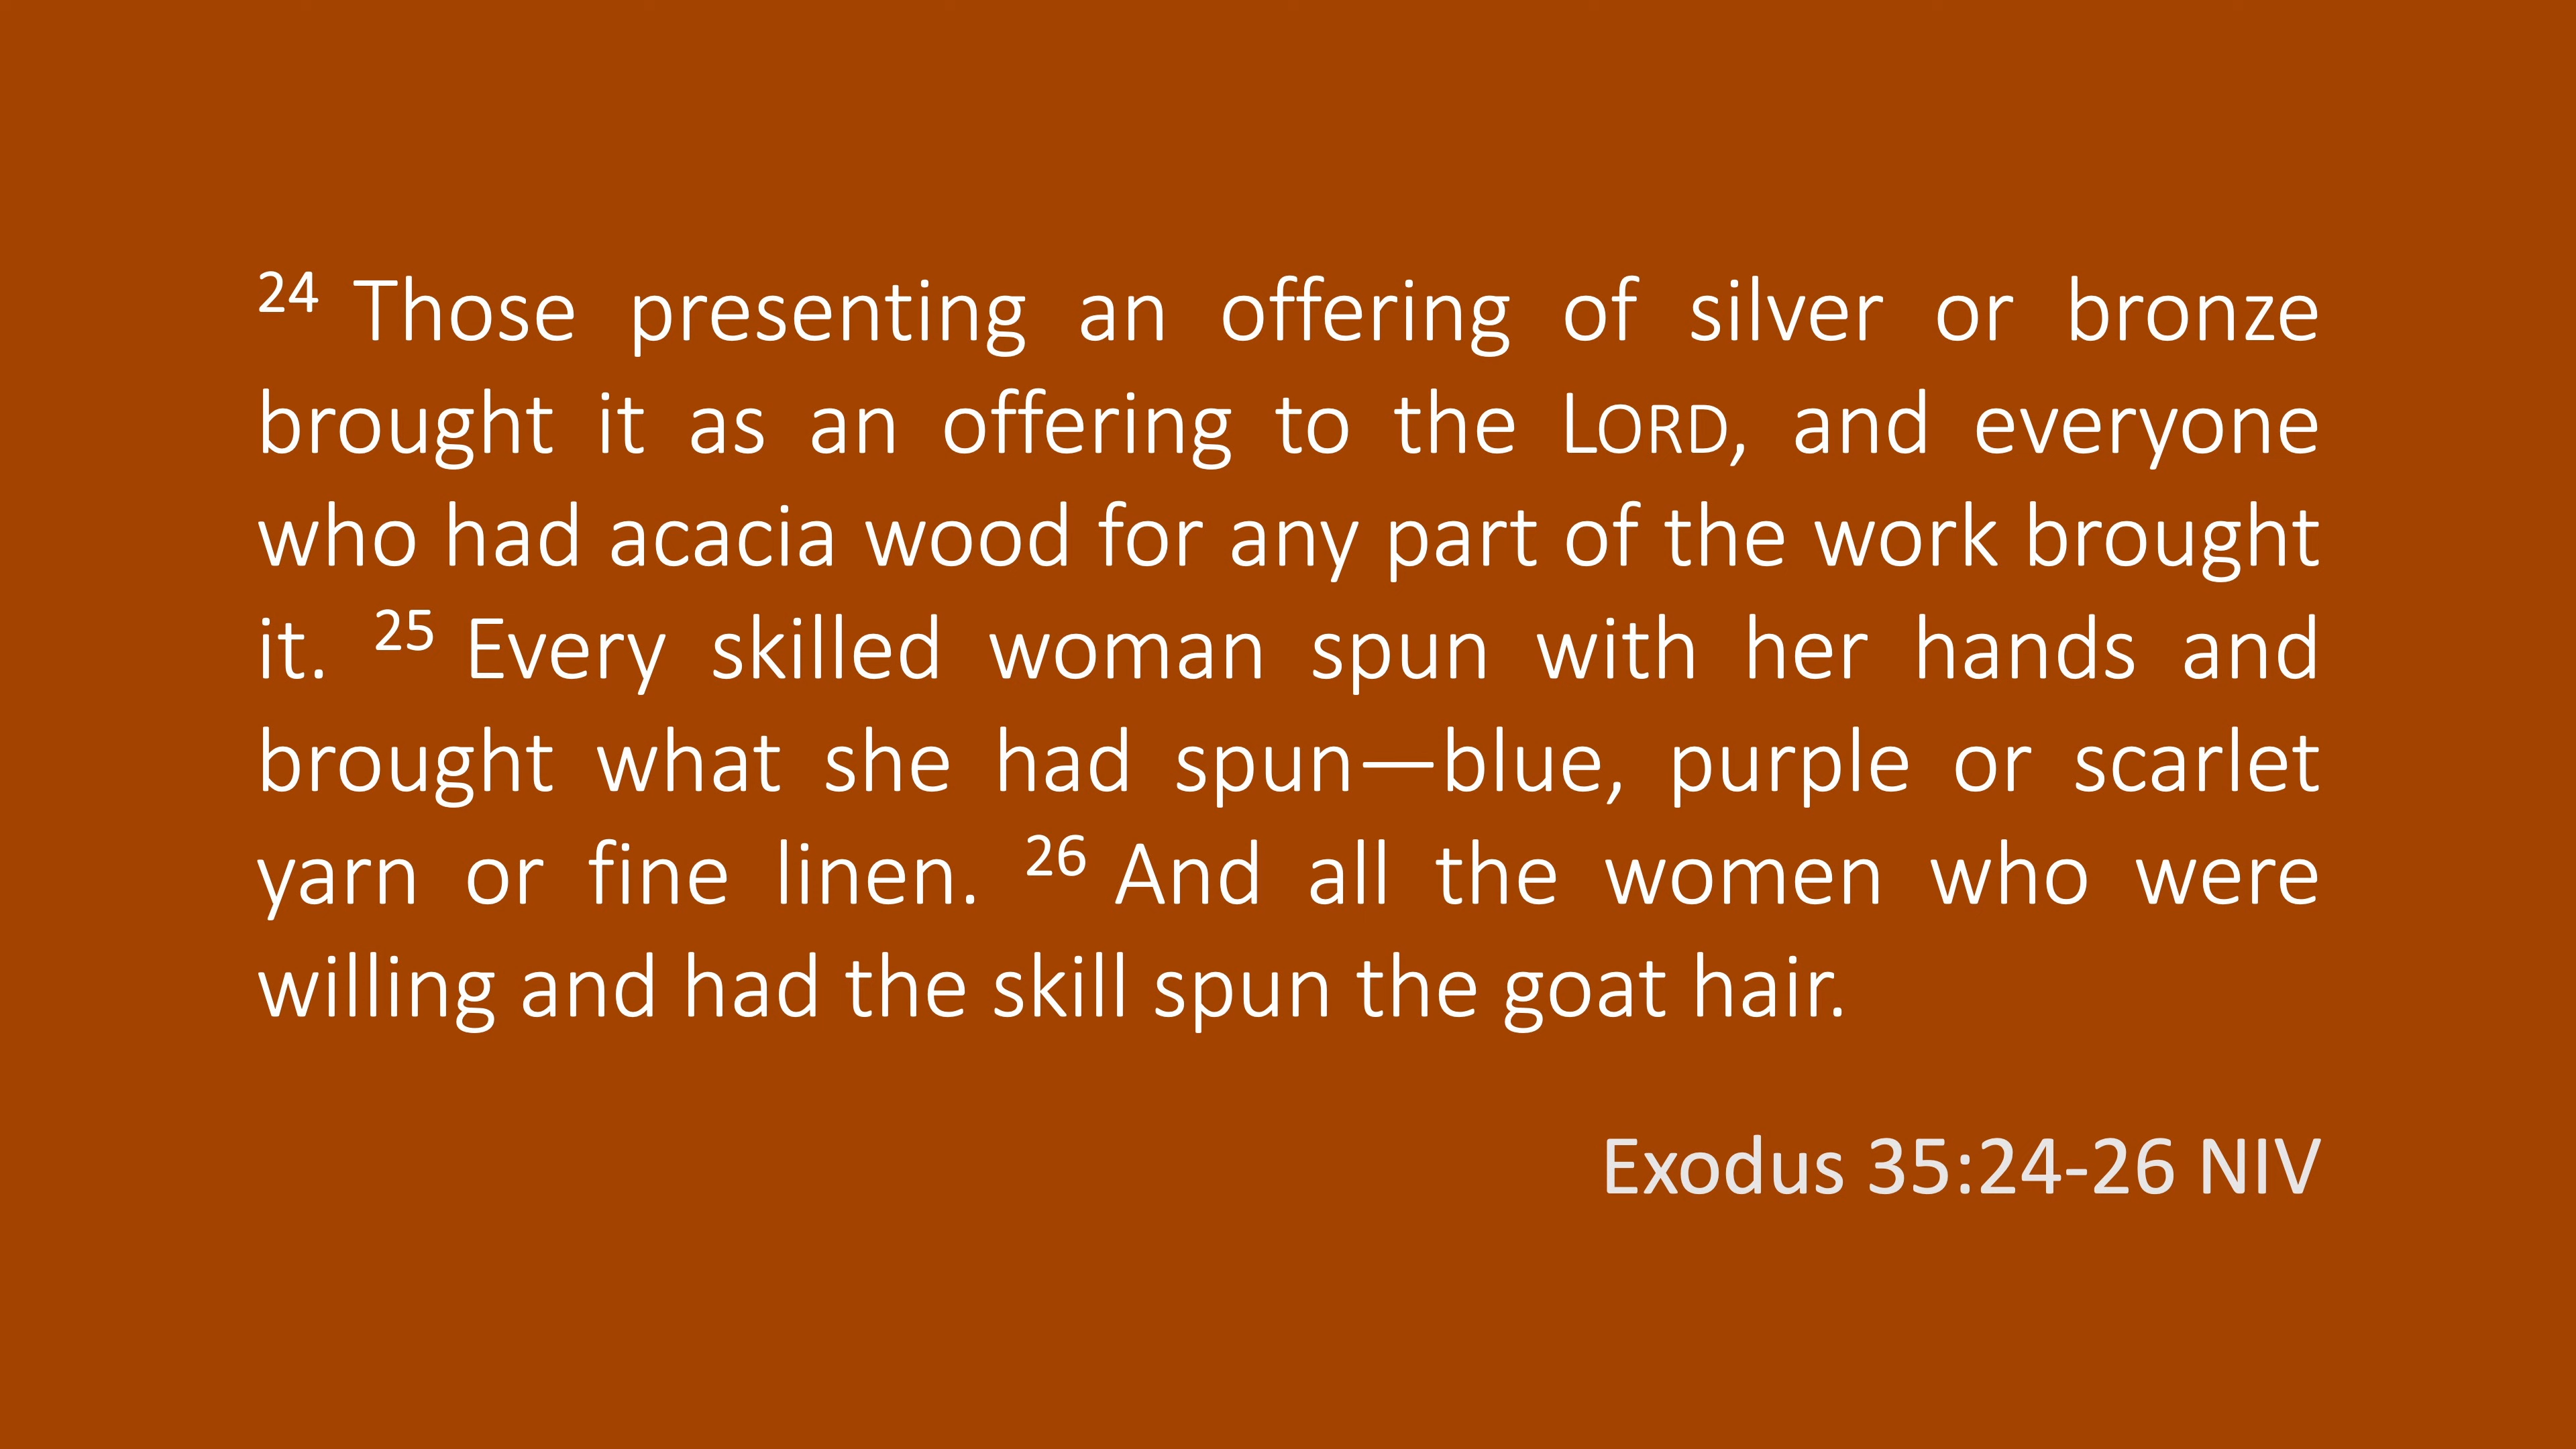 24 Those presenting an offering of silver or bronze
brought it as an offering to the LORD, and everyone
who had acacia wood for any part of the work brought
it. 25 Every skilled woman spun with her hands and
brought what she had spun—blue, purple or scarlet
yarn or fine linen. 26 And all the women who were
willing and had the skill spun the goat hair.
Exodus 35:24-26 NIV